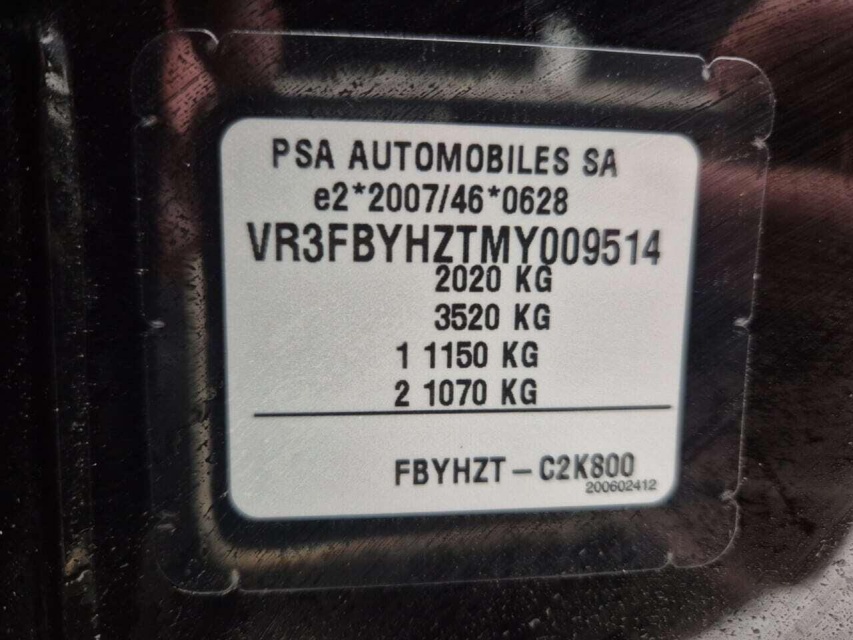 PSA AUTOMOBILES SA
e2*2007/46*0628
VR3FBYHZTMY009514
2020 KG
3520 KG
1 1150 KG
2 1070 KG
FBYHZT - C2K800
200602412